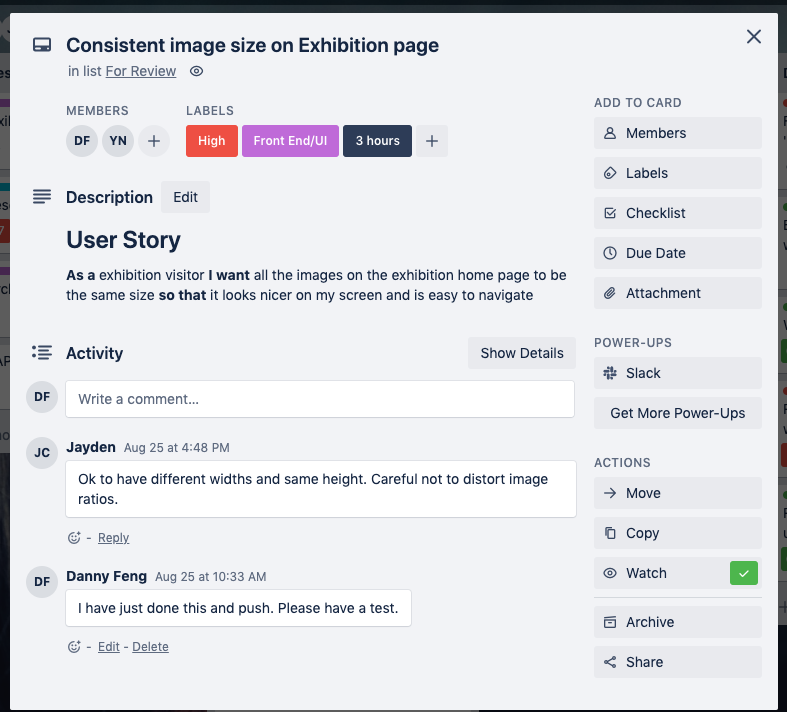 Consistent image size on Exhibition page
in list For Review
MEMBERS
DF YN +
LABELS
High Front End/UI 3 hours +
Description Edit
User Story
As a exhibition visitor I want all the images on the exhibition home page to be
the same size so that it looks nicer on my screen and is easy to navigate
Activity Show Details
DF Write a comment...
JC Jayden Aug 25 at 4:48 PM
Ok to have different widths and same height. Careful not to distort image
ratios.
- Reply
DF Danny Feng Aug 25 at 10:33 AM
I have just done this and push. Please have a test.
- Edit - Delete
ADD TO CARD
Members
Labels
Checklist
Due Date
Attachment
POWER-UPS
Slack
Get More Power-Ups
ACTIONS
Move
Copy
Watch
Archive
Share